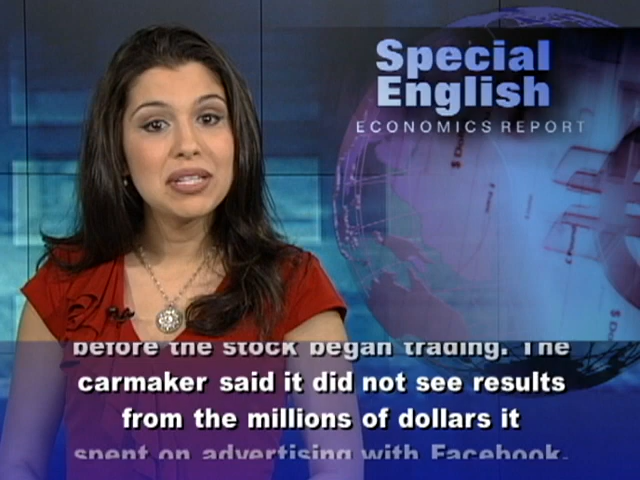 Special
English
ECONOMICS REPORT
before the stock began trading. The
carmaker said it did not see results
from the millions of dollars it
spent on advertising with Facebook.